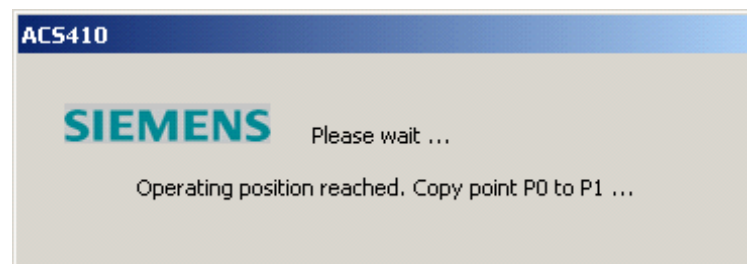 ACS410
SIEMENS Please wait ...
Operating position reached. Copy point P0 to P1 ...